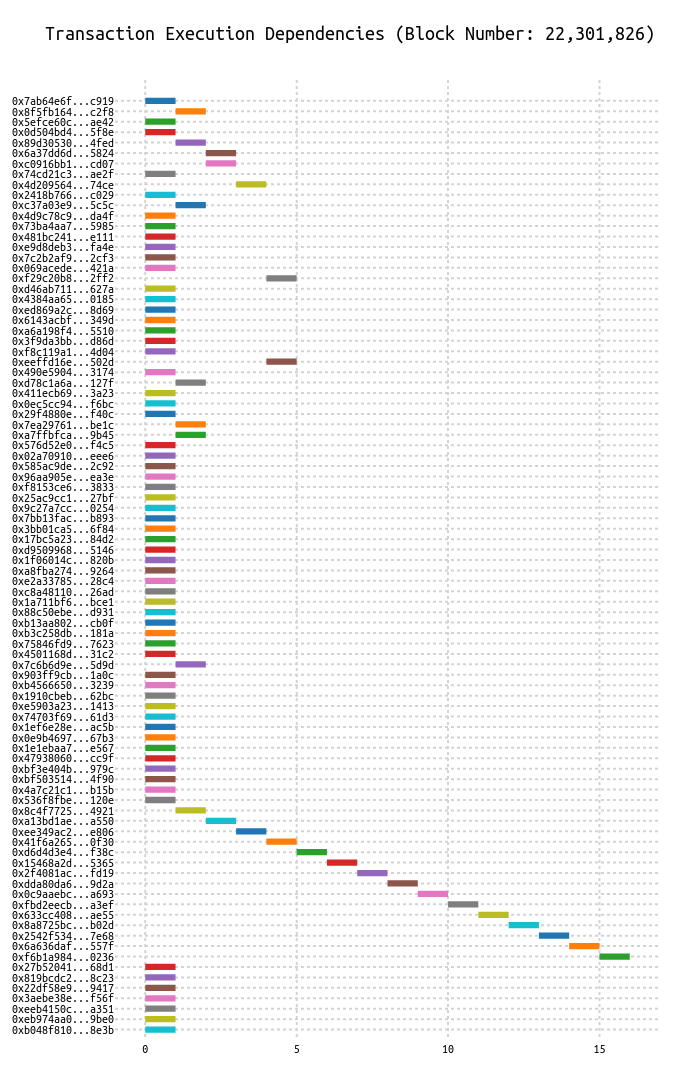 Transaction Execution Dependencies (Block Number: 22,301,826)
0x7ab64e6f...c919
0x8f5fb164...c2f8
0x5efce60c...ae42
0x0d504bd4...5f8e
0x89d30530...4fed
0x6a37dd6d...5824
0xc0916bb1...cd07
0x74cd21c3...ae2f
0x4d209564...74ce
0x2418b766...c029
0xc37a03e9...5c5c
0x4d9c78c9...da4f
0x73ba4aa7...5985
0x481bc241...e111
0xe9d8deb3...fa4e
0x7c2b2af9...2cf3
0x069acede...421a
0xf29c20b8...2ff2
0xd46ab711...627a
0x4384aa65...0185
0xed869a2c...8d69
0x6143acbf...349d
0xa6a198f4...5510
0x3f9da3bb...d86d
0xf8c119a1...4d04
0xeeffd16e...502d
0x490e5904...3174
0xd78c1a6a...127f
0x411ecb69...3a23
0x0ec5cc94...f6bc
0x29f4880e...f40c
0x7ea29761...be1c
0xa7ffbfca...9b45
0x576d52e0...f4c5
0x02a70910...eee6
0x585ac9de...2c92
0x96aa905e...ea3e
0xf8153ce6...3833
0x25ac9cc1...27bf
0x9c27a7cc...0254
0x7bb13fac...b893
0x3bb01ca5...6f84
0x17bc5a23...84d2
0xd9509968...5146
0x1f06014c...820b
0xa8fba274...9264
0xe2a33785...28c4
0xc8a48110...26ad
0x1a711bf6...bce1
0x88c50ebe...d931
0xb13aa802...cb0f
0xb3c258db...181a
0x75846fd9...7623
0x4501168d...31c2
0x7c6b6d9e...5d9d
0x903ff9cb...1a0c
0xb4566650...3239
0x1910cbeb...62bc
0xe5903a23...1413
0x74703f69...61d3
0x1ef6e28e...ac5b
0x0e9b4697...67b3
0x1e1ebaa7...e567
0x47938060...cc9f
0xbf3e404b...979c
0xbf503514...4f90
0x4a7c21c1...b15b
0x536f8fbe...120e
0x8c4f7725...4921
0xa13bd1ae...a550
0xee349ac2...e806
0x41f6a265...0f30
0xd6d4d3e4...f38c
0x15468a2d...5365
0x2f4081ac...fd19
0xdda80da6...9d2a
0x0c9aaebc...a693
0xfbd2eecb...a3ef
0x633cc408...ae55
0x8a8725bc...b02d
0x2542f534...7e68
0x6a636daf...557f
0xf6b1a984...0236
0x27b52041...68d1
0x819bcdc2...8c23
0x22df58e9...9417
0x3aebe38e...f56f
0xeeb4150c...a351
0xeb974aa0...9be0
0xb048f810...8e3b
0 5 10 15